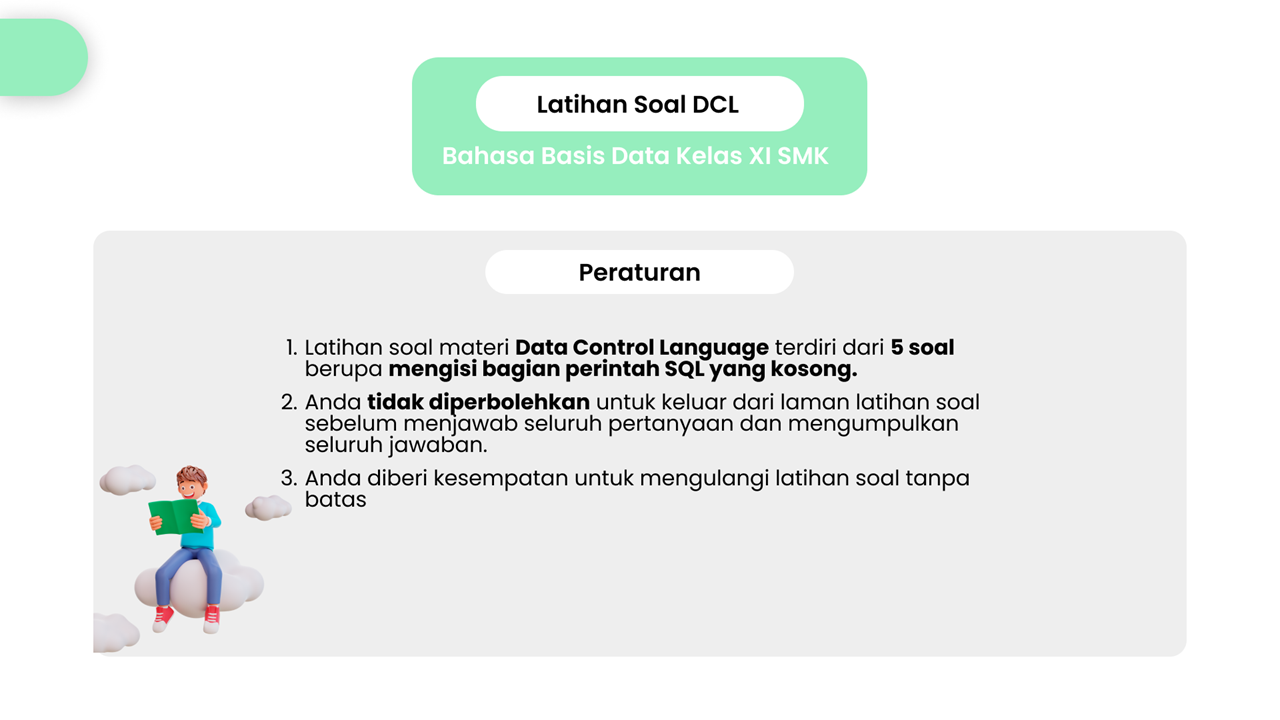 Latihan Soal DCL
Bahasa Basis Data Kelas XI SMK
Peraturan
1. Latihan soal materi Data Control Language terdiri dari 5 soal
berupa mengisi bagian perintah SQL yang kosong.
2. Anda tidak diperbolehkan untuk keluar dari laman latihan soal
sebelum menjawab seluruh pertanyaan dan mengumpulkan
seluruh jawaban.
3. Anda diberi kesempatan untuk mengulangi latihan soal tanpa
batas